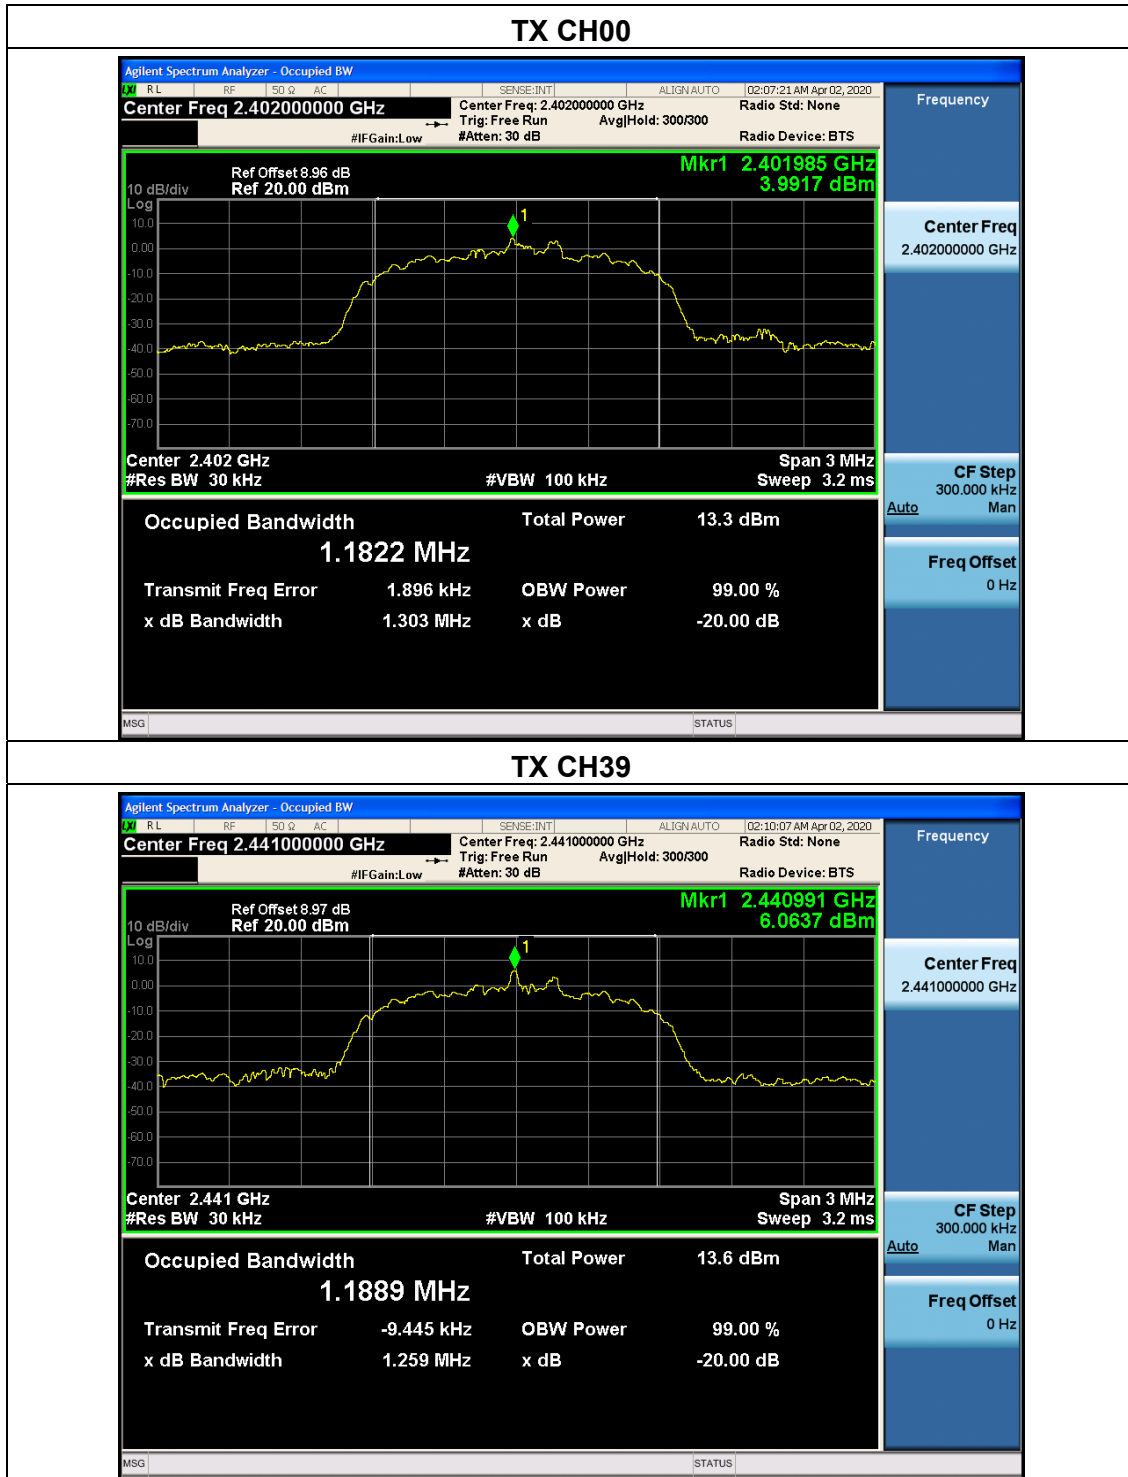 TX CH00
Agilent Spectrum Analyzer - Occupied BW
LXI RL RF 50 Ω AC SENSE:INT ALIGN AUTO 02:07:21 AM Apr 02, 2020
Center Freq 2.402000000 GHz
Center Freq: 2.402000000 GHz Radio Std: None
Trig: Free Run Avg|Hold: 300/300
#IFGain:Low #Atten: 30 dB Radio Device: BTS
Frequency
Mkr1 2.401985 GHz
3.9917 dBm
Ref Offset 8.96 dB
10 dB/div Ref 20.00 dBm
Log
1
10.0
0.00
-10.0
-20.0
-30.0
-40.0
-50.0
-60.0
-70.0
Center Freq
2.402000000 GHz
Center 2.402 GHz Span 3 MHz
#Res BW 30 kHz #VBW 100 kHz Sweep 3.2 ms
CF Step
300.000 kHz
Auto Man
Occupied Bandwidth Total Power 13.3 dBm
1.1822 MHz
Transmit Freq Error 1.896 kHz OBW Power 99.00 %
x dB Bandwidth 1.303 MHz x dB -20.00 dB
Freq Offset
0 Hz
MSG STATUS
TX CH39
Agilent Spectrum Analyzer - Occupied BW
LXI RL RF 50 Ω AC SENSE:INT ALIGN AUTO 02:10:07 AM Apr 02, 2020
Center Freq 2.441000000 GHz
Center Freq: 2.441000000 GHz Radio Std: None
Trig: Free Run Avg|Hold: 300/300
#IFGain:Low #Atten: 30 dB Radio Device: BTS
Frequency
Mkr1 2.440991 GHz
6.0637 dBm
Ref Offset 8.97 dB
10 dB/div Ref 20.00 dBm
Log
1
10.0
0.00
-10.0
-20.0
-30.0
-40.0
-50.0
-60.0
-70.0
Center Freq
2.441000000 GHz
Center 2.441 GHz Span 3 MHz
#Res BW 30 kHz #VBW 100 kHz Sweep 3.2 ms
CF Step
300.000 kHz
Auto Man
Occupied Bandwidth Total Power 13.6 dBm
1.1889 MHz
Transmit Freq Error -9.445 kHz OBW Power 99.00 %
x dB Bandwidth 1.259 MHz x dB -20.00 dB
Freq Offset
0 Hz
MSG STATUS